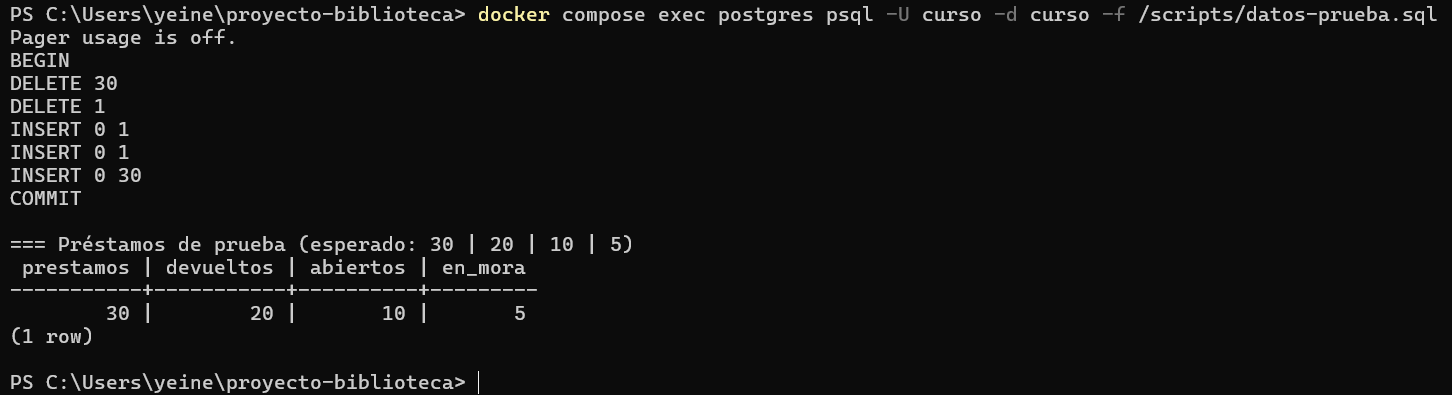 PS C:\Users\yeine\proyecto-biblioteca> docker compose exec postgres psql -U curso -d curso -f /scripts/datos-prueba.sql
Pager usage is off.
BEGIN
DELETE 30
DELETE 1
INSERT 0 1
INSERT 0 1
INSERT 0 30
COMMIT

=== Préstamos de prueba (esperado: 30 | 20 | 10 | 5)
 prestamos | devueltos | abiertos | en_mora
-----------+-----------+----------+---------
        30 |        20 |       10 |       5
(1 row)

PS C:\Users\yeine\proyecto-biblioteca>